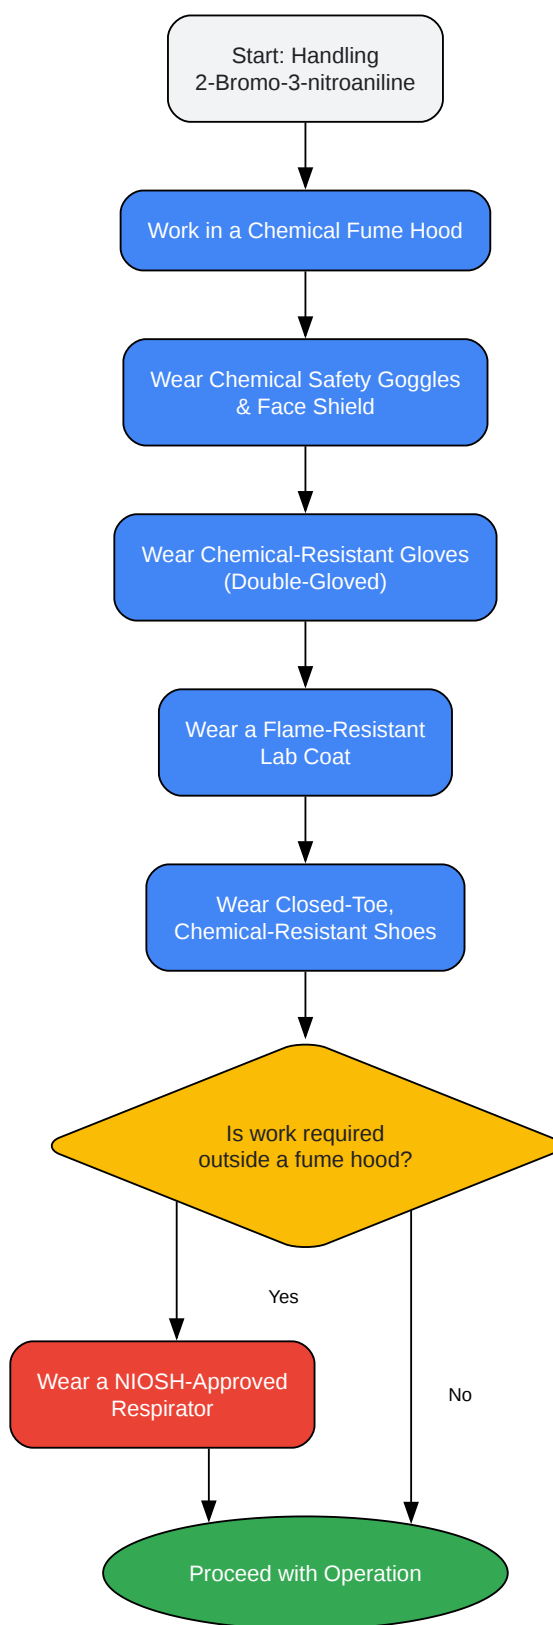 Start: Handling
2-Bromo-3-nitroaniline
Work in a Chemical Fume Hood
Wear Chemical Safety Goggles
& Face Shield
Wear Chemical-Resistant Gloves
(Double-Gloved)
Wear a Flame-Resistant
Lab Coat
Wear Closed-Toe,
Chemical-Resistant Shoes
Is work required
outside a fume hood?
Yes
Wear a NIOSH-Approved
Respirator
No
Proceed with Operation